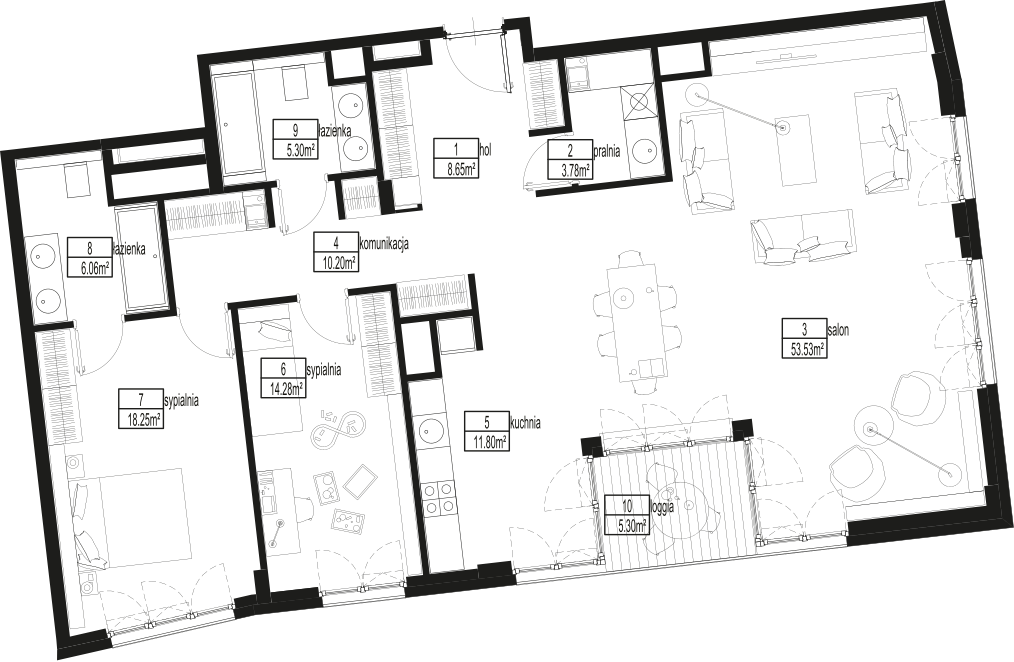 1 hol
8.65m²
2 pralnia
3.78m²
3 salon
53.53m²
4 komunikacja
10.20m²
5 kuchnia
11.80m²
6 sypialnia
14.28m²
7 sypialnia
18.25m²
8 łazienka
6.06m²
9 łazienka
5.30m²
10 loggia
5.30m²